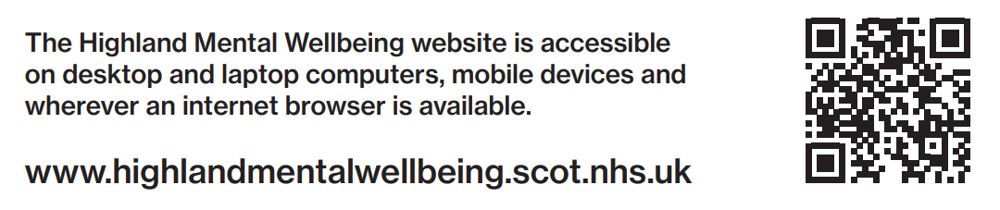 The Highland Mental Wellbeing website is accessible
on desktop and laptop computers, mobile devices and
wherever an internet browser is available.
www.highlandmentalwellbeing.scot.nhs.uk